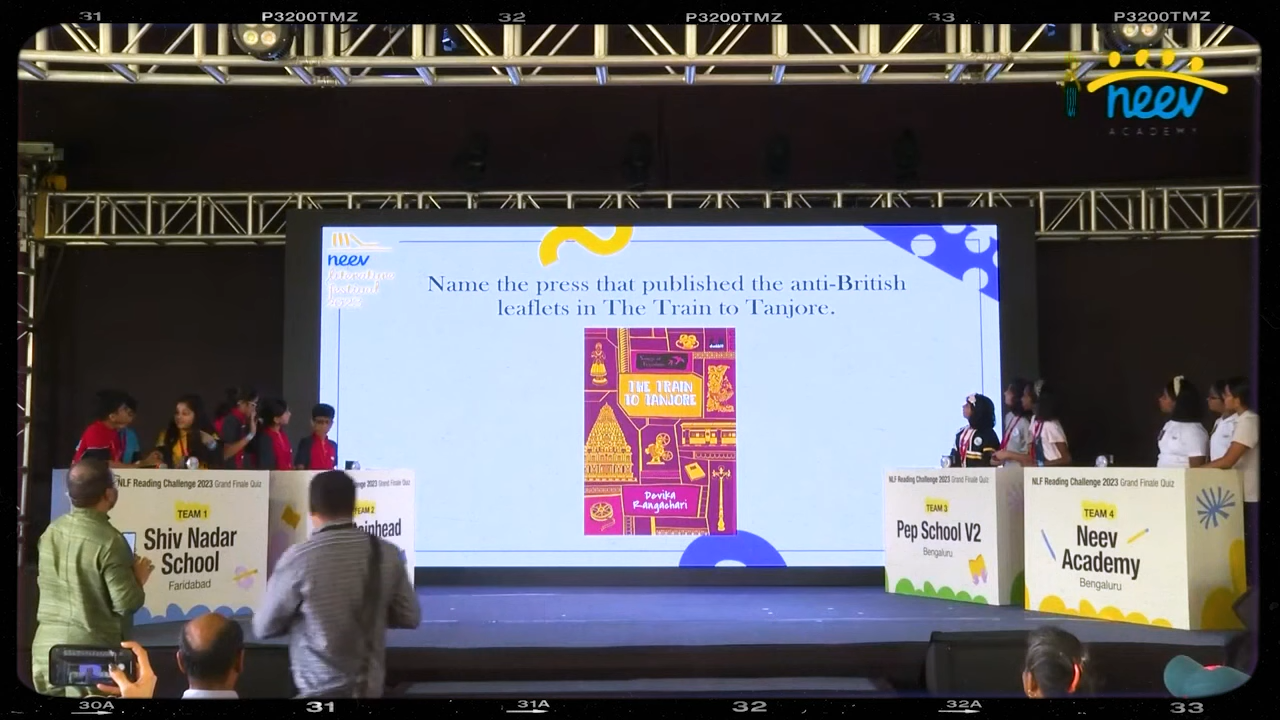 31 P3200TMZ 32 P3200TMZ 33 P3200TMZ
neev
ACADEMY
neev
literature
festival
2023
Name the press that published the anti-British
leaflets in The Train to Tanjore.
THE TRAIN
TO TANJORE
Devika
Rangachari
NLF Reading Challenge 2023 Grand Finale Quiz
TEAM 1
Shiv Nadar
School
Faridabad
Grand Finale Quiz
TEAM 2
NLF Reading Challenge 2023 Grand Finale Quiz
TEAM 3
Pep School V2
Bengaluru
NLF Reading Challenge 2023 Grand Finale Quiz
TEAM 4
Neev
Academy
Bengaluru
30A 31 31A 32 32A 33